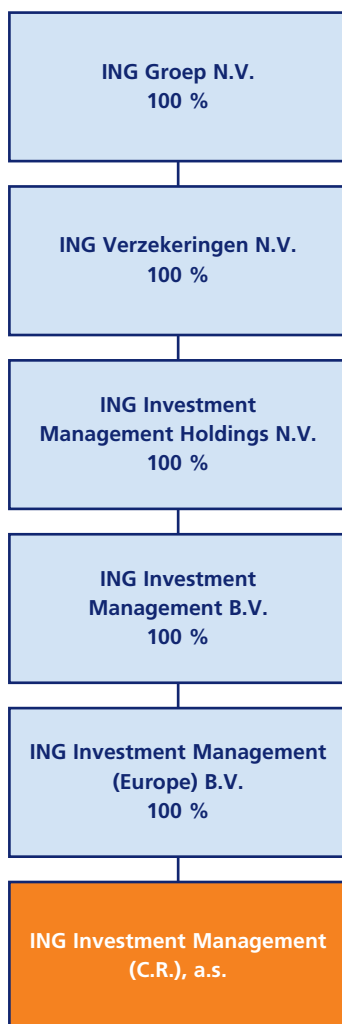 ING Groep N.V.
100 %
ING Verzekeringen N.V.
100 %
ING Investment
Management Holdings N.V.
100 %
ING Investment
Management B.V.
100 %
ING Investment Management
(Europe) B.V.
100 %
ING Investment Management
(C.R.), a.s.